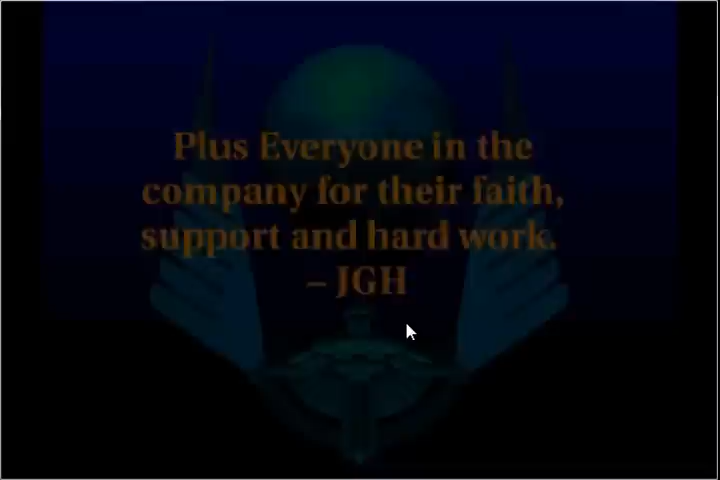 Plus Everyone in the
company for their faith,
support and hard work.
– JGH